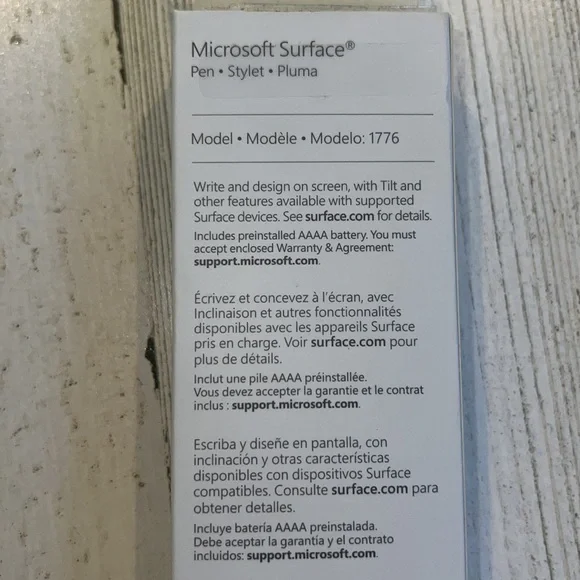 Microsoft Surface®
Pen • Stylet • Pluma
Model • Modèle • Modelo: 1776
Write and design on screen, with Tilt and
other features available with supported
Surface devices. See surface.com for details.
Includes preinstalled AAAA battery. You must
accept enclosed Warranty & Agreement:
support.microsoft.com.
Écrivez et concevez à l'écran, avec
Inclinaison et autres fonctionnalités
disponibles avec les appareils Surface
pris en charge. Voir surface.com pour
plus de détails.
Inclut une pile AAAA préinstallée.
Vous devez accepter la garantie et le contrat
inclus : support.microsoft.com.
Escriba y diseñe en pantalla, con
inclinación y otras características
disponibles con dispositivos Surface
compatibles. Consulte surface.com para
obtener detalles.
Incluye batería AAAA preinstalada.
Debe aceptar la garantía y el contrato
incluidos: support.microsoft.com.